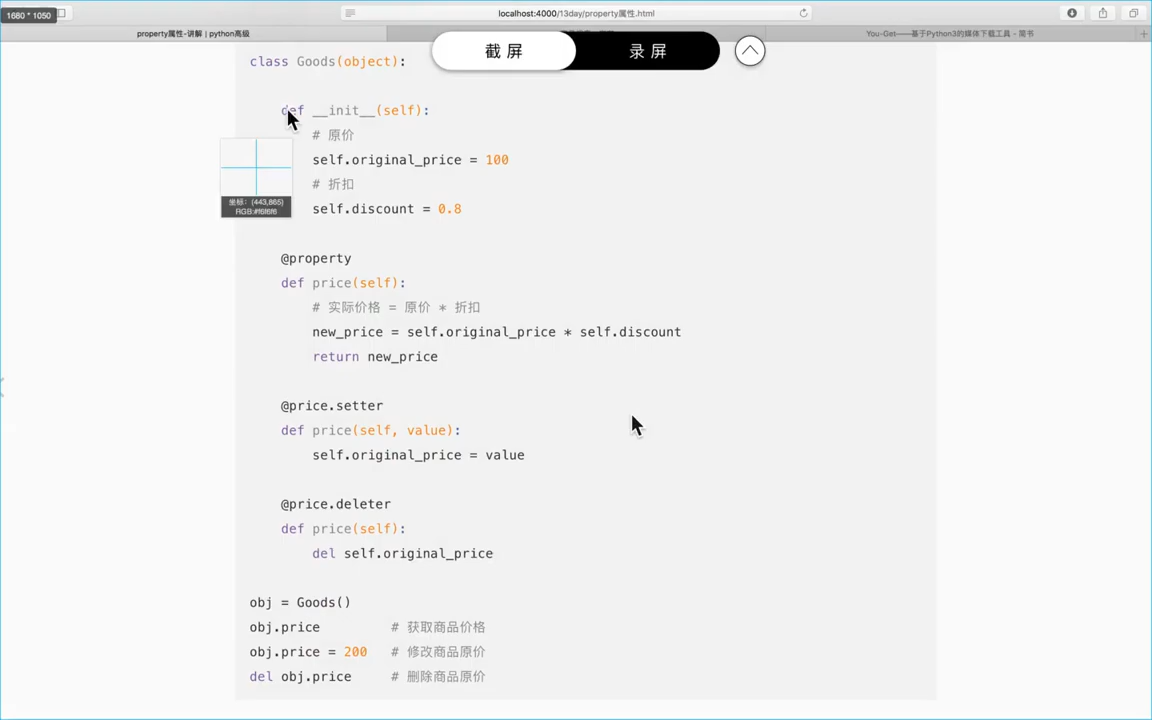 1680 * 1050
localhost:4000/13day/property属性.html
property属性-讲解 | python高级
You-Get——基于Python3的媒体下载工具 - 简书
截屏
录屏
class Goods(object):
def __init__(self):
# 原价
self.original_price = 100
# 折扣
self.discount = 0.8
坐标: (443,865)
RGB:#f6f6f6
@property
def price(self):
# 实际价格 = 原价 * 折扣
new_price = self.original_price * self.discount
return new_price
@price.setter
def price(self, value):
self.original_price = value
@price.deleter
def price(self):
del self.original_price
obj = Goods()
obj.price # 获取商品价格
obj.price = 200 # 修改商品原价
del obj.price # 删除商品原价